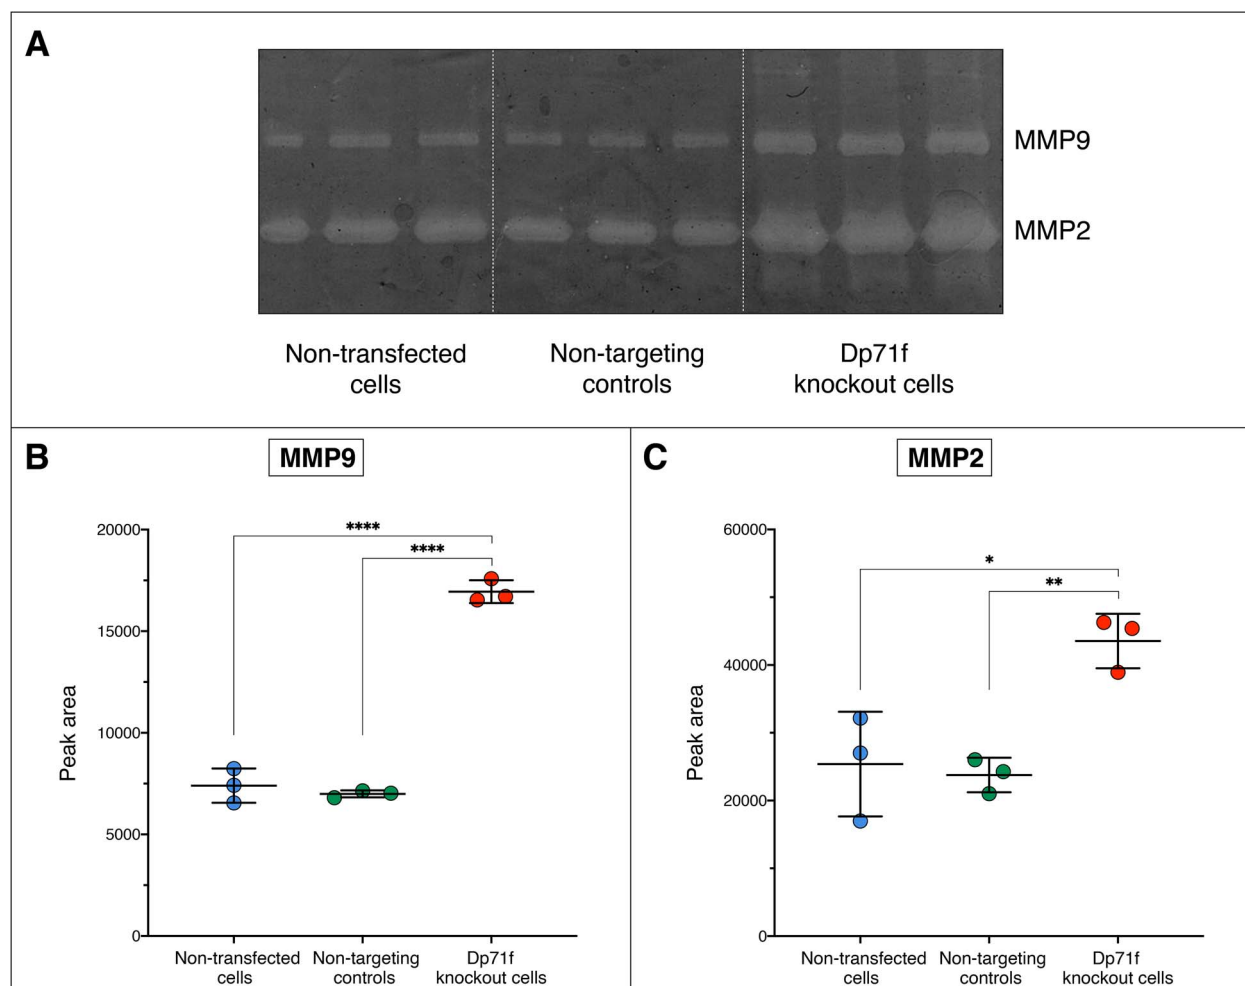 A
MMP9
MMP2
Non-transfected
cells
Non-targeting
controls
Dp71f
knockout cells
B
MMP9
20000
15000
10000
5000
0
Peak area
****
****
Non-transfected
cells
Non-targeting
controls
Dp71f
knockout cells
C
MMP2
60000
40000
20000
0
Peak area
*
**
Non-transfected
cells
Non-targeting
controls
Dp71f
knockout cells